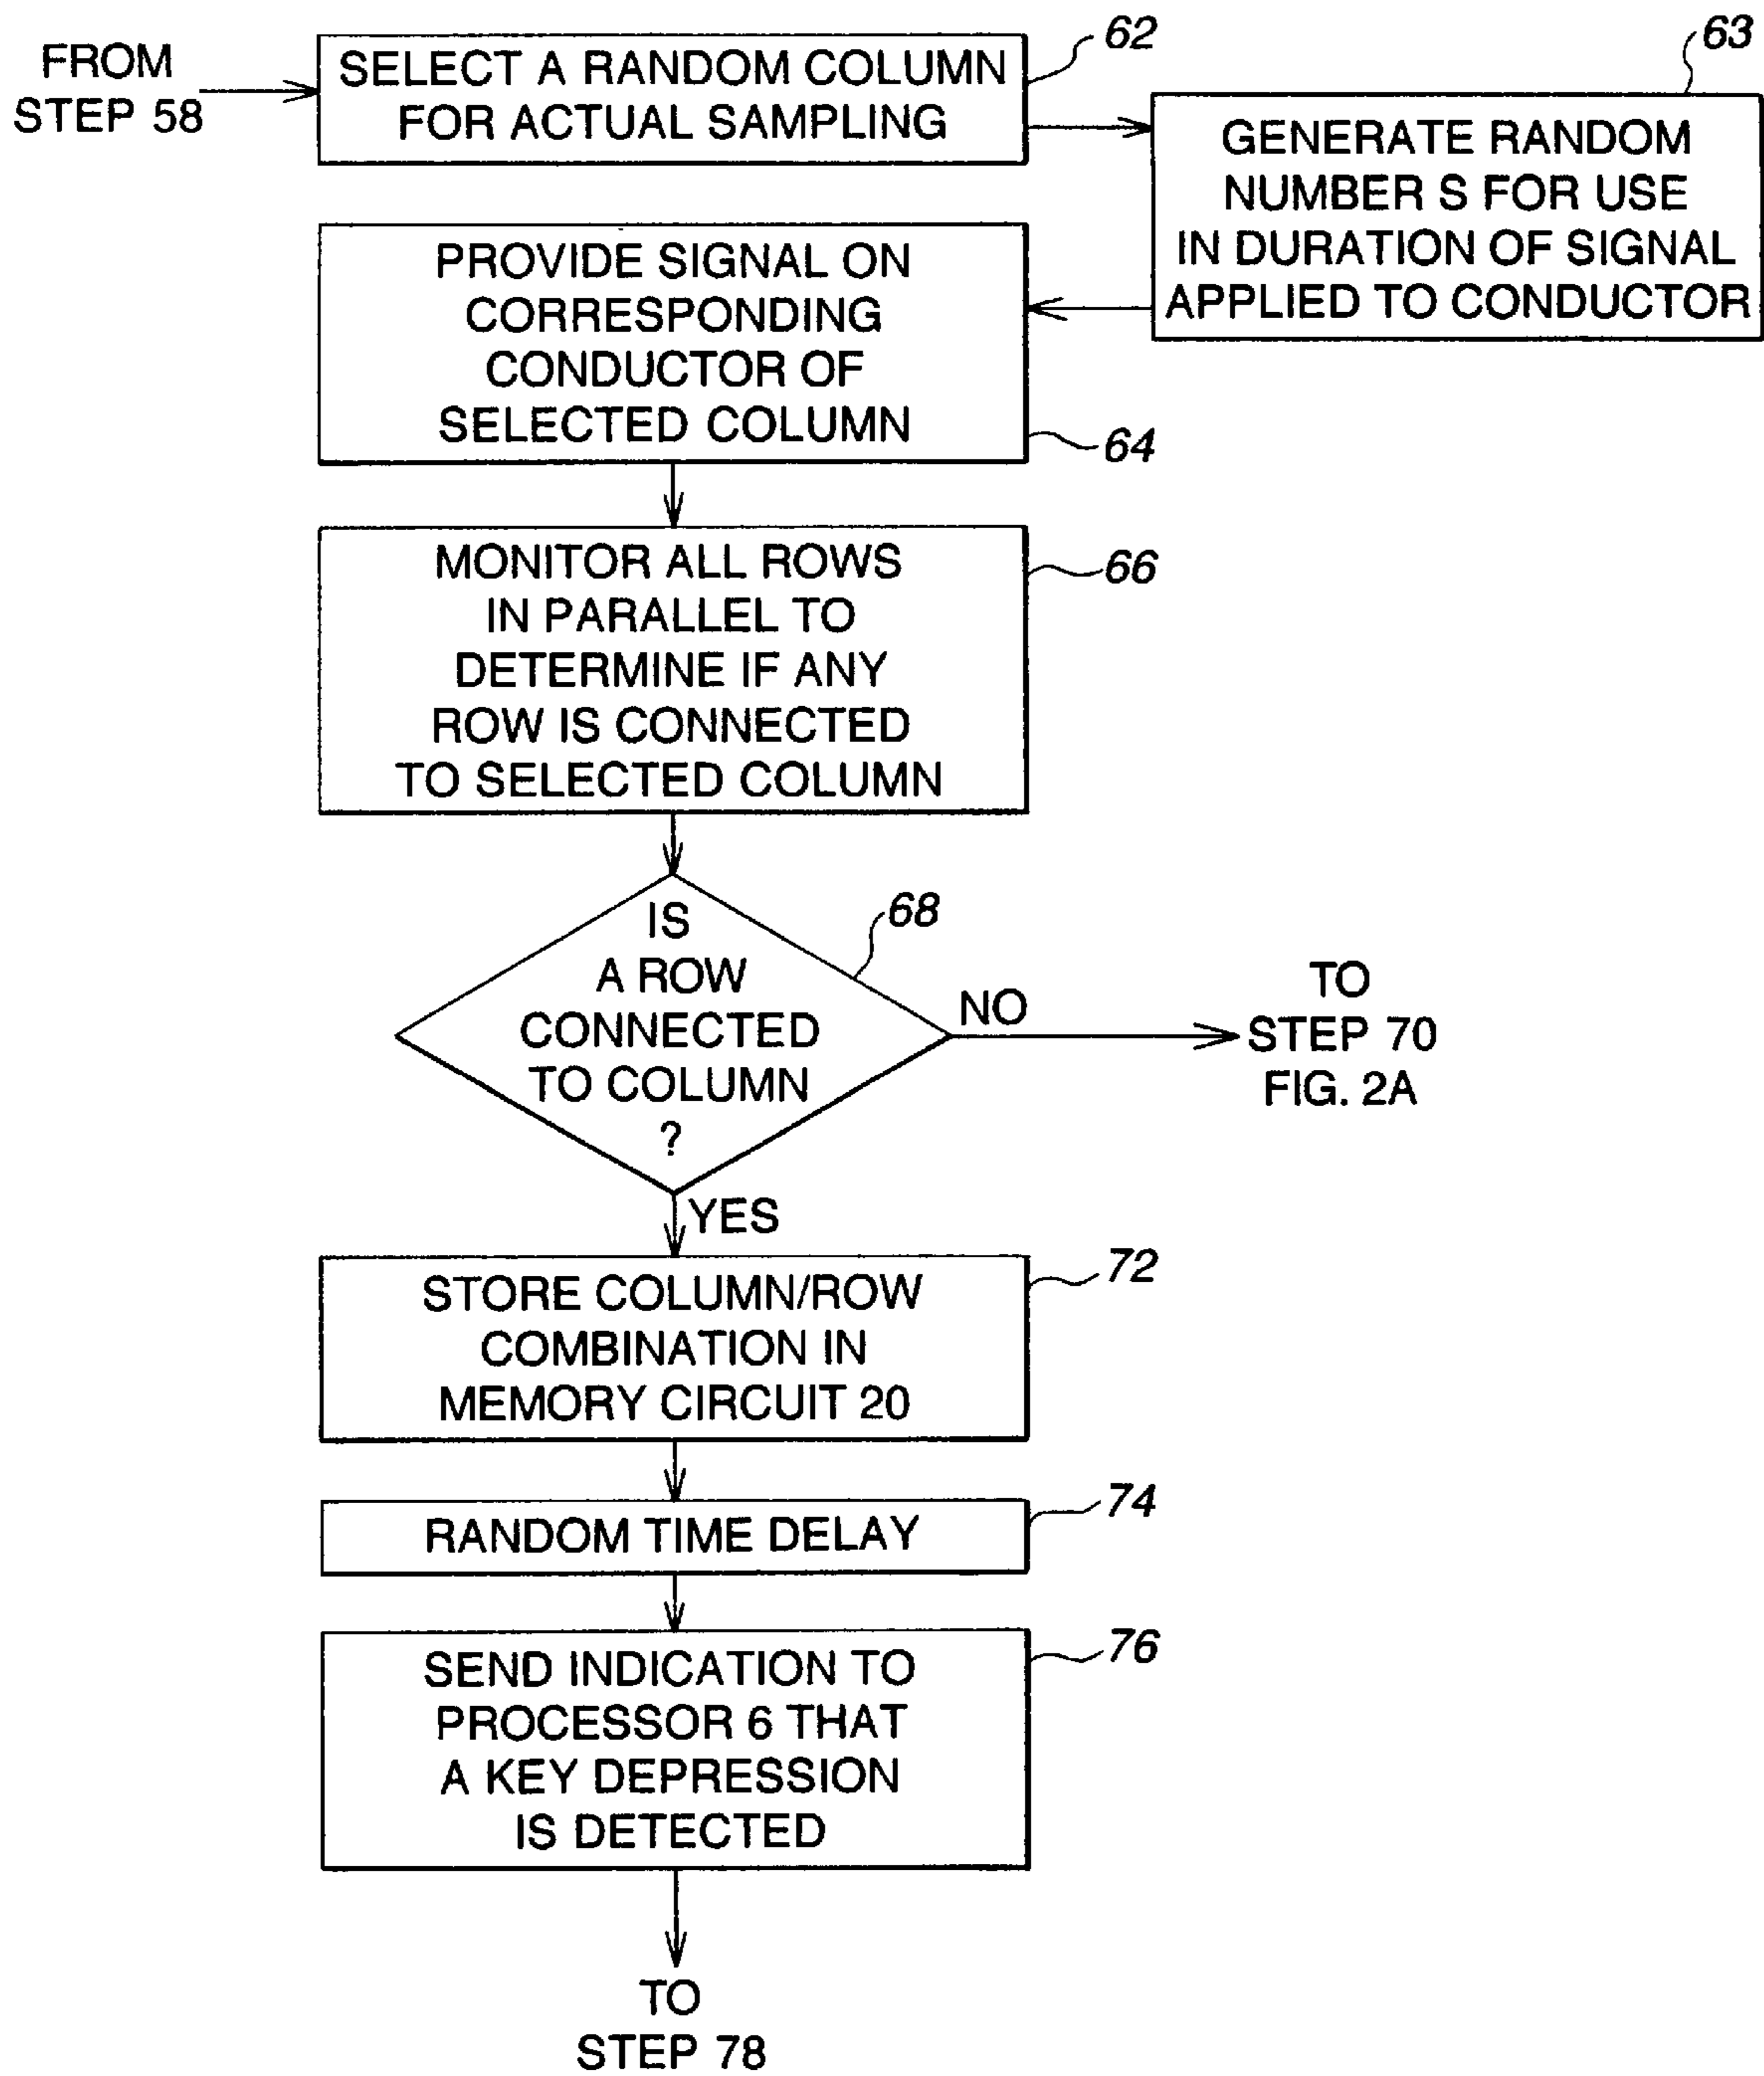 FROM
STEP 58
SELECT A RANDOM COLUMN
FOR ACTUAL SAMPLING
62
63
GENERATE RANDOM
NUMBER S FOR USE
IN DURATION OF SIGNAL
APPLIED TO CONDUCTOR
PROVIDE SIGNAL ON
CORRESPONDING
CONDUCTOR OF
SELECTED COLUMN
64
MONITOR ALL ROWS
IN PARALLEL TO
DETERMINE IF ANY
ROW IS CONNECTED
TO SELECTED COLUMN
66
IS
A ROW
CONNECTED
TO COLUMN
?
68
NO
TO
STEP 70
FIG. 2A
YES
STORE COLUMN/ROW
COMBINATION IN
MEMORY CIRCUIT 20
72
RANDOM TIME DELAY
74
SEND INDICATION TO
PROCESSOR 6 THAT
A KEY DEPRESSION
IS DETECTED
76
TO
STEP 78